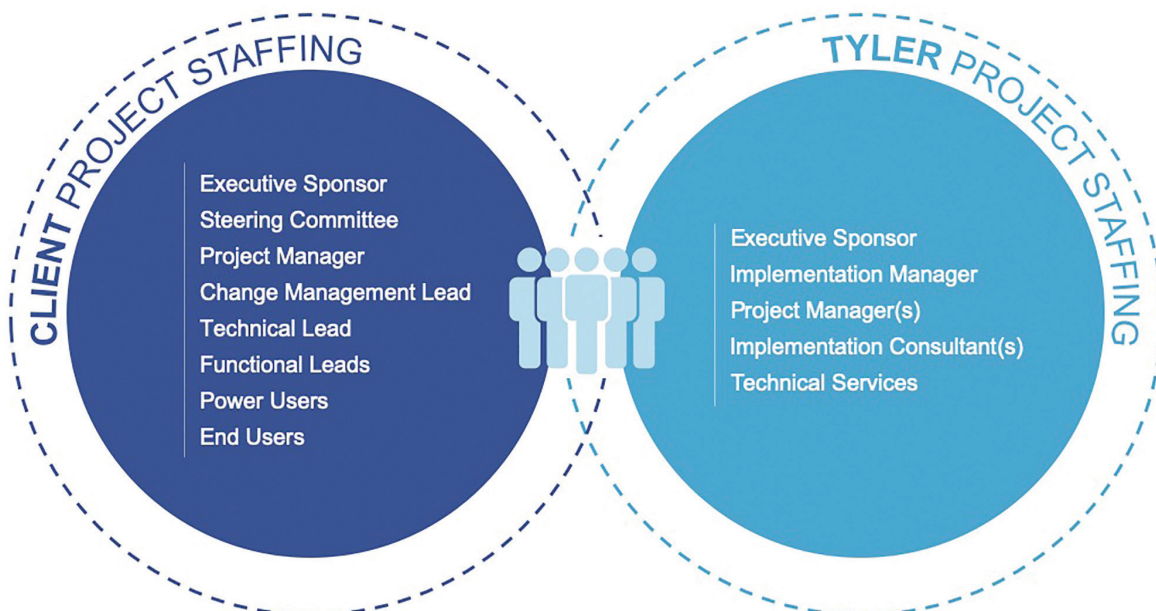 CLIENT PROJECT STAFFING
Executive Sponsor
Steering Committee
Project Manager
Change Management Lead
Technical Lead
Functional Leads
Power Users
End Users
TYLER PROJECT STAFFING
Executive Sponsor
Implementation Manager
Project Manager(s)
Implementation Consultant(s)
Technical Services